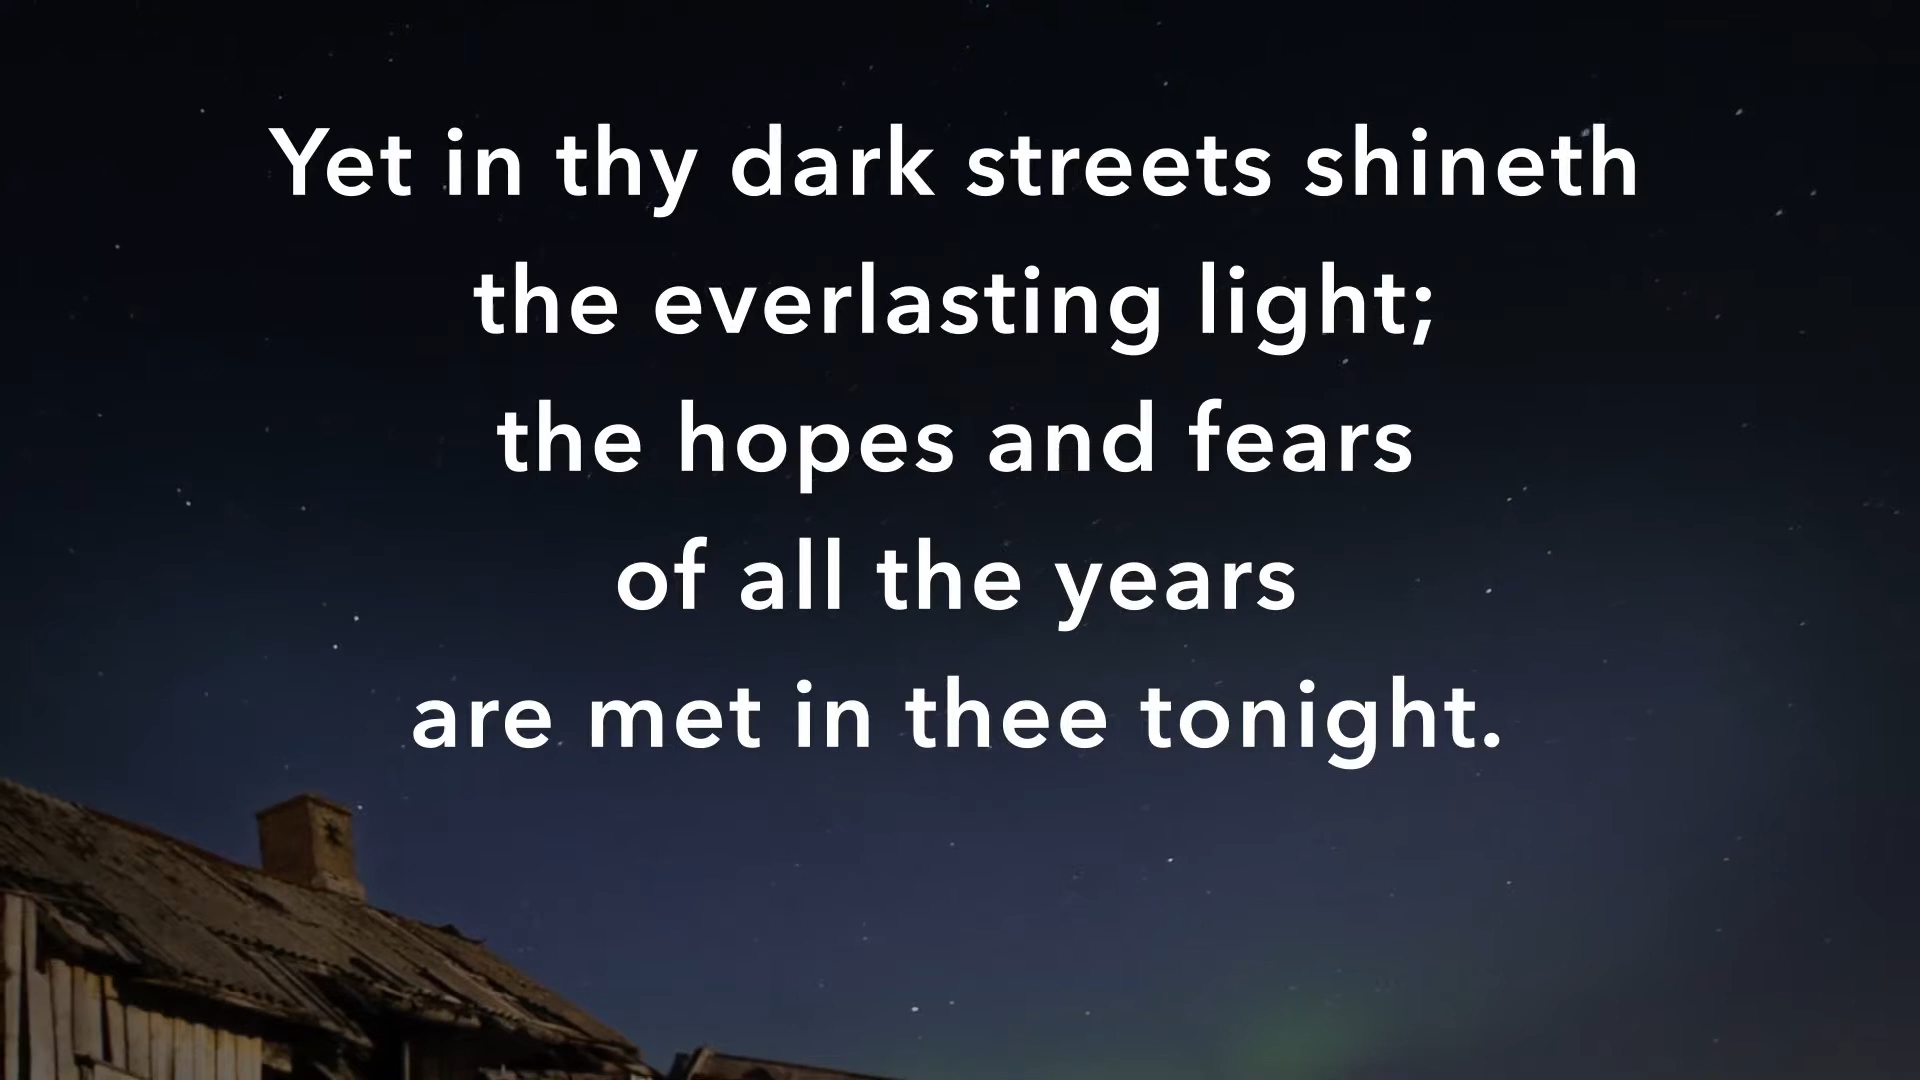 Yet in thy dark streets shineth
the everlasting light;
the hopes and fears
of all the years
are met in thee tonight.